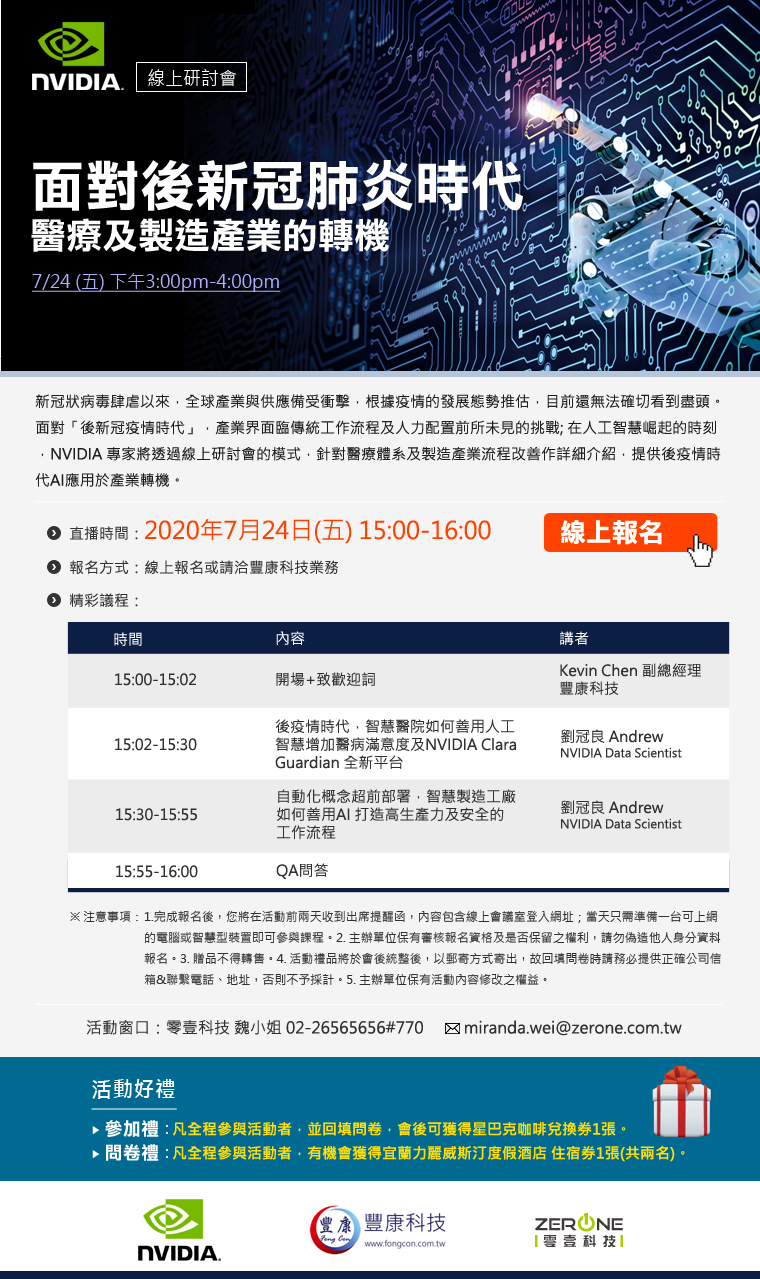 NVIDIA. 線上研討會
面對後新冠肺炎時代
醫療及製造產業的轉機
7/24 (五) 下午3:00pm-4:00pm
新冠狀病毒肆虐以來，全球產業與供應備受衝擊，根據疫情的發展態勢推估，目前還無法確切看到盡頭。
面對「後新冠疫情時代」，產業界面臨傳統工作流程及人力配置前所未見的挑戰; 在人工智慧崛起的時刻
，NVIDIA 專家將透過線上研討會的模式，針對醫療體系及製造產業流程改善作詳細介紹，提供後疫情時
代AI應用於產業轉機。
直播時間：2020年7月24日(五) 15:00-16:00 線上報名
報名方式：線上報名或請洽豐康科技業務
精彩議程：
時間 內容 講者
15:00-15:02 開場+致歡迎詞 Kevin Chen 副總經理
豐康科技
15:02-15:30 後疫情時代，智慧醫院如何善用人工
智慧增加醫病滿意度及NVIDIA Clara
Guardian 全新平台
劉冠良 Andrew
NVIDIA Data Scientist
15:30-15:55 自動化概念超前部署，智慧製造工廠
如何善用AI 打造高生產力及安全的
工作流程
劉冠良 Andrew
NVIDIA Data Scientist
15:55-16:00 QA問答
※ 注意事項：1.完成報名後，您將在活動前兩天收到出席提醒函，內容包含線上會議室登入網址；當天只需準備一台可上網
的電腦或智慧型裝置即可參與課程。2. 主辦單位保有審核報名資格及是否保留之權利，請勿偽造他人身分資料
報名。3. 贈品不得轉售。4. 活動禮品將於會後統整後，以郵寄方式寄出，故回填問卷時請務必提供正確公司信
箱&聯繫電話、地址，否則不予採計。5. 主辦單位保有活動內容修改之權益。
活動窗口：零壹科技 魏小姐 02-26565656#770 miranda.wei@zerone.com.tw
活動好禮
參加禮：凡全程參與活動者，並回填問卷，會後可獲得星巴克咖啡兌換券1張。
問卷禮：凡全程參與活動者，有機會獲得宜蘭力麗威斯汀度假酒店 住宿券1張(共兩名)。
NVIDIA. 豐康 Feng Con 豐康科技 www.fongcon.com.tw ZERONE 零壹科技